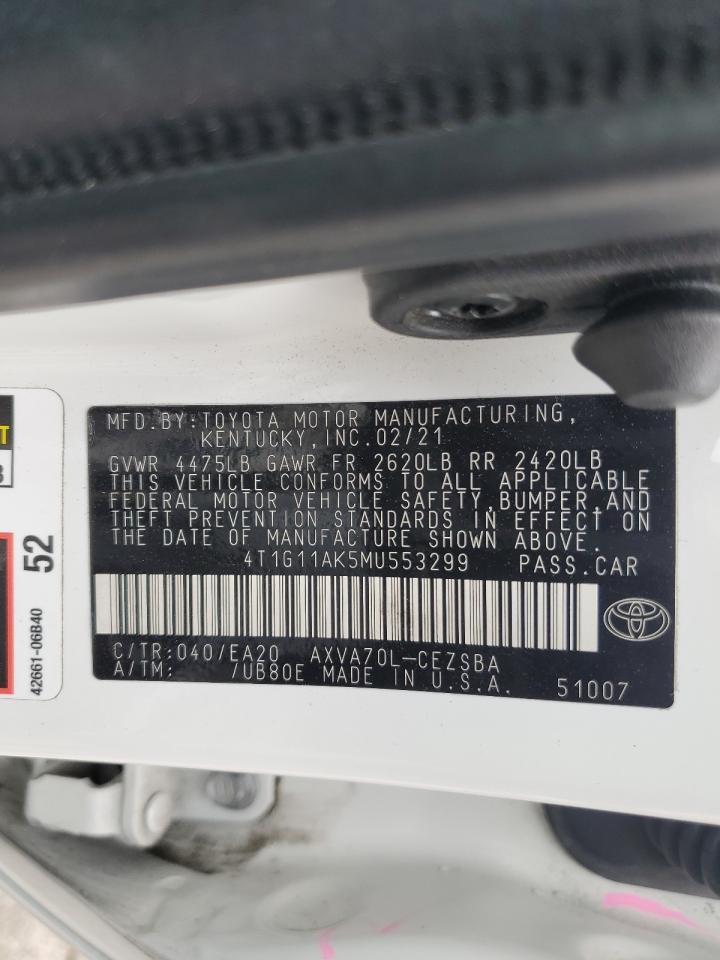 MFD.BY:TOYOTA MOTOR MANUFACTURING,
KENTUCKY,INC.02/21
GVWR 4475LB GAWR FR 2620LB RR 2420LB
THIS VEHICLE CONFORMS TO ALL APPLICABLE
FEDERAL MOTOR VEHICLE SAFETY,BUMPER,AND
THEFT PREVENTION STANDARDS IN EFFECT ON
THE DATE OF MANUFACTURE SHOWN ABOVE.
4T1G11AK5MU553299 PASS.CAR
C/TR:040/EA20 AXVA70L-CEZSBA
A/TM: /UB80E MADE IN U.S.A. 51007
52
42661-06B40